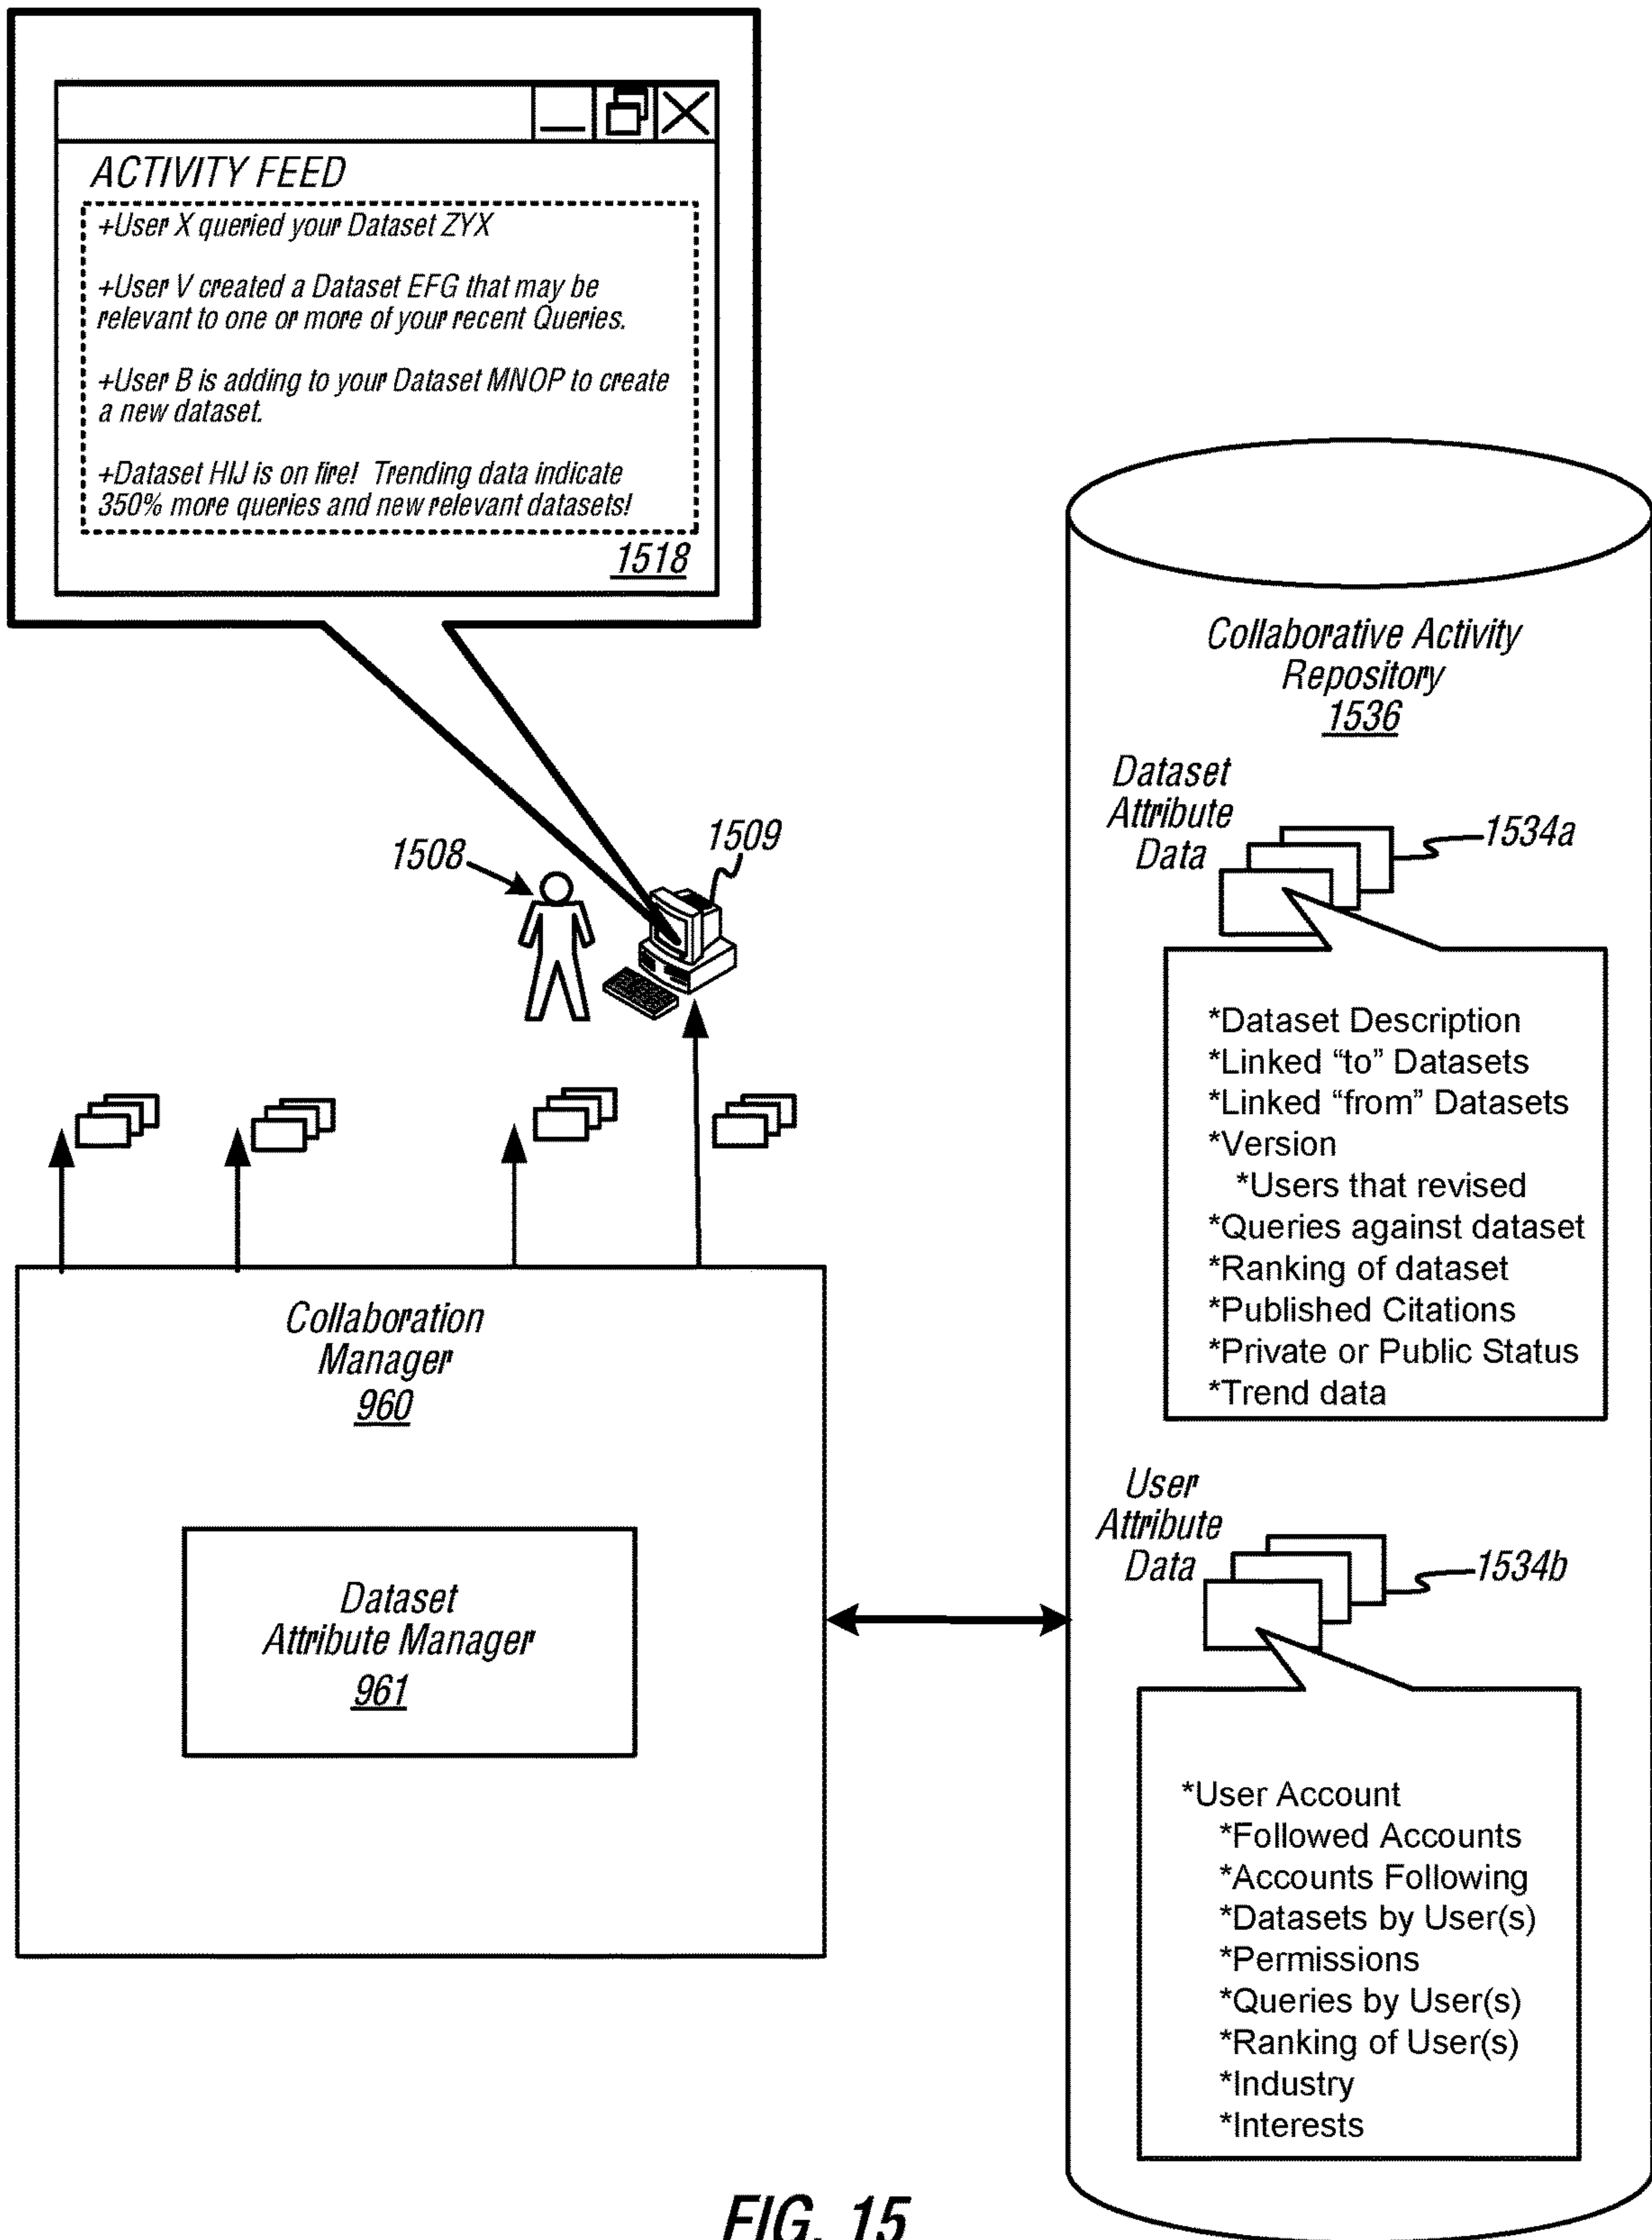 ACTIVITY FEED
+User X queried your Dataset ZYX
+User V created a Dataset EFG that may be
relevant to one or more of your recent Queries.
+User B is adding to your Dataset MNOP to create
a new dataset.
+Dataset HIJ is on fire! Trending data indicate
350% more queries and new relevant datasets!
1518
1508
1509
Collaboration
Manager
960
Dataset
Attribute Manager
961
Collaborative Activity
Repository
1536
Dataset
Attribute
Data
1534a
*Dataset Description
*Linked “to” Datasets
*Linked “from” Datasets
*Version
*Users that revised
*Queries against dataset
*Ranking of dataset
*Published Citations
*Private or Public Status
*Trend data
User
Attribute
Data
1534b
*User Account
*Followed Accounts
*Accounts Following
*Datasets by User(s)
*Permissions
*Queries by User(s)
*Ranking of User(s)
*Industry
*Interests
FIG. 15